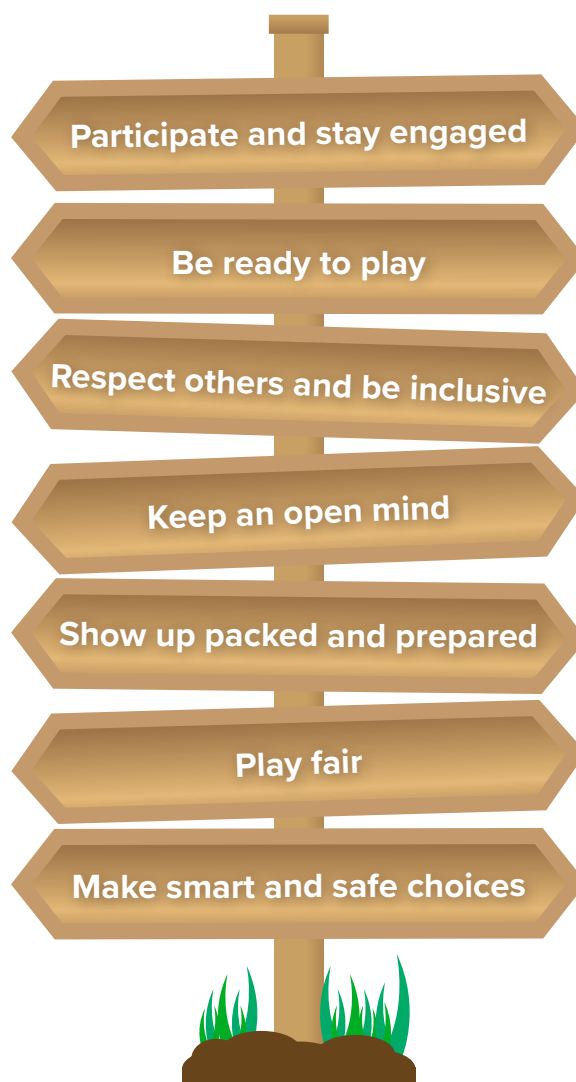 Participate and stay engaged
Be ready to play
Respect others and be inclusive
Keep an open mind
Show up packed and prepared
Play fair
Make smart and safe choices